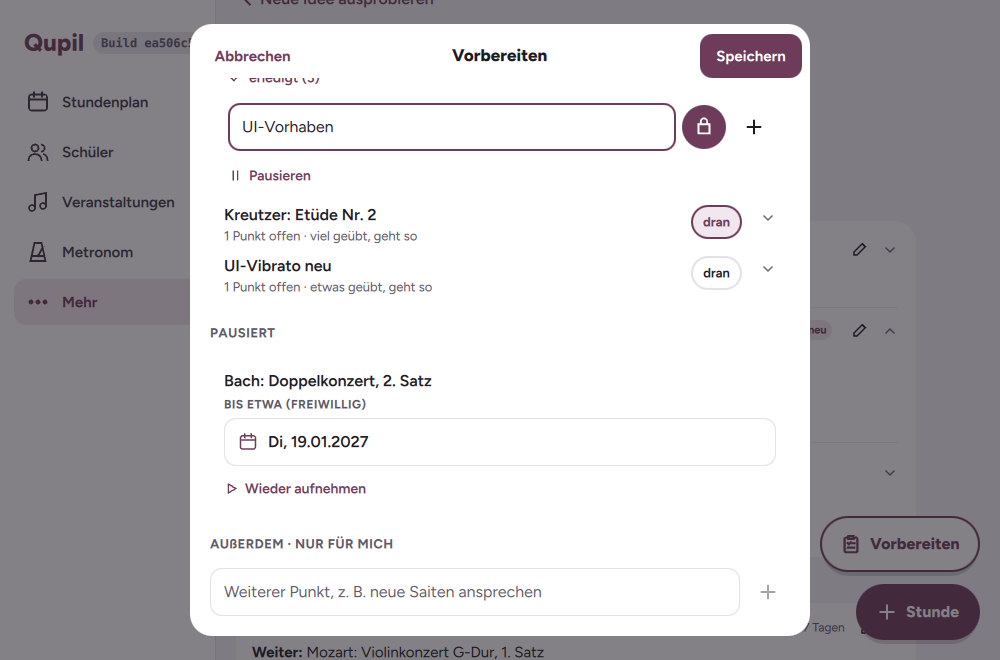 Neue Idee ausprobieren
Qupil
Build ea506c
Stundenplan
Schüler
Veranstaltungen
Metronom
Mehr
Abbrechen
Vorbereiten
Speichern
erledigt (3)
UI-Vorhaben
Pausieren
Kreutzer: Etüde Nr. 2
dran
1 Punkt offen · viel geübt, geht so
UI-Vibrato neu
dran
1 Punkt offen · etwas geübt, geht so
PAUSIERT
Bach: Doppelkonzert, 2. Satz
BIS ETWA (FREIWILLIG)
Di, 19.01.2027
Wieder aufnehmen
AUßERDEM · NUR FÜR MICH
Weiterer Punkt, z. B. neue Saiten ansprechen
neu
Vorbereiten
Stunde
7 Tagen
Weiter: Mozart: Violinkonzert G-Dur, 1. Satz